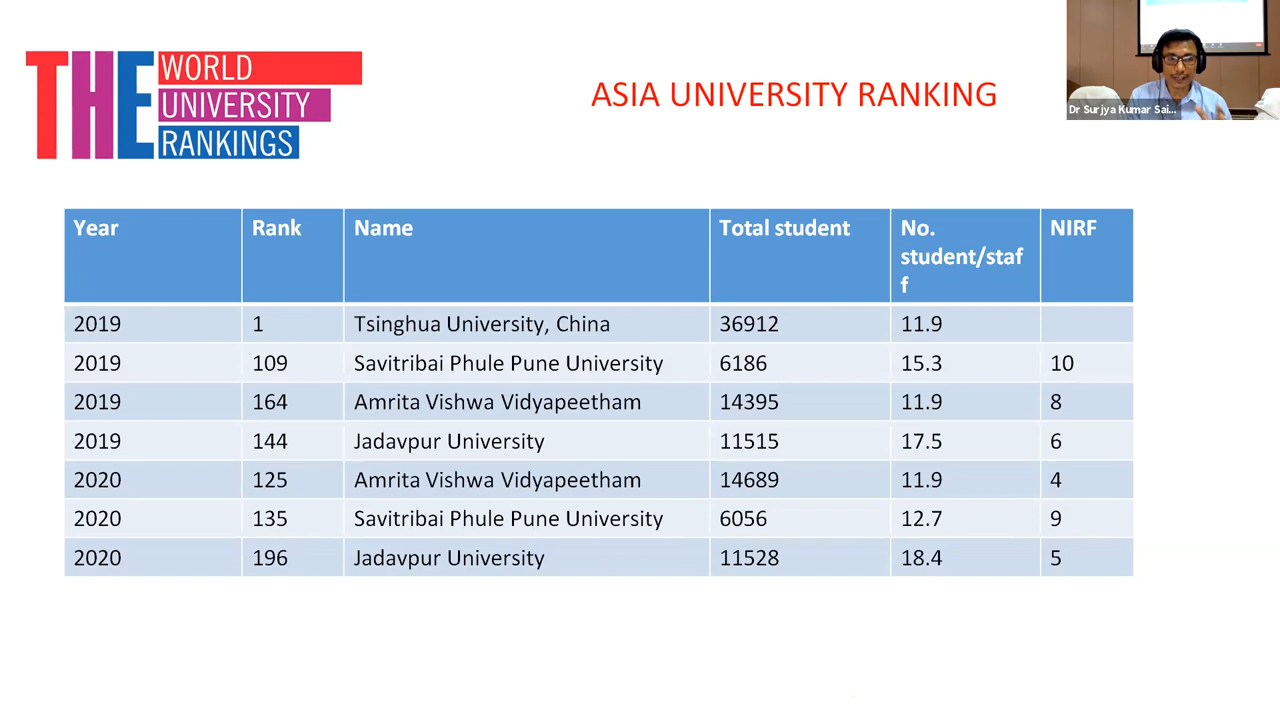 THE WORLD
UNIVERSITY
RANKINGS
ASIA UNIVERSITY RANKING
Dr Surjya Kumar Sai...
Year Rank Name Total student No. student/staff NIRF
2019 1 Tsinghua University, China 36912 11.9
2019 109 Savitribai Phule Pune University 6186 15.3 10
2019 164 Amrita Vishwa Vidyapeetham 14395 11.9 8
2019 144 Jadavpur University 11515 17.5 6
2020 125 Amrita Vishwa Vidyapeetham 14689 11.9 4
2020 135 Savitribai Phule Pune University 6056 12.7 9
2020 196 Jadavpur University 11528 18.4 5